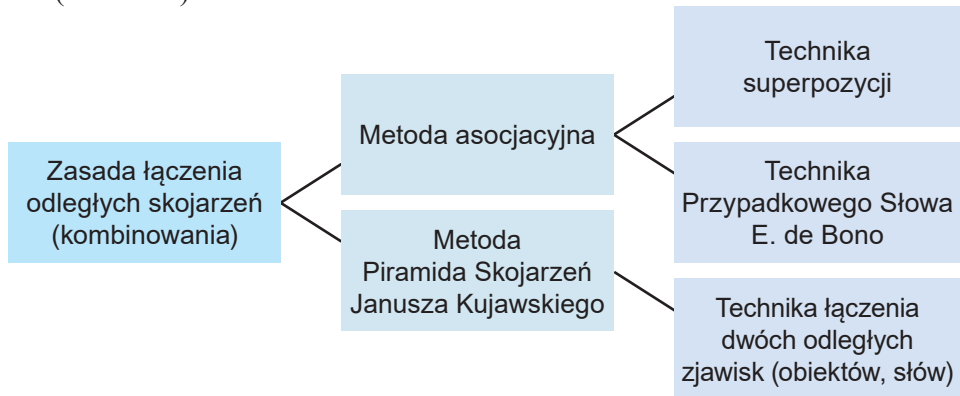 Zasada łączenia
odległych skojarzeń
(kombinowania)
Metoda asocjacyjna
Metoda
Piramida Skojarzeń
Janusza Kujawskiego
Technika
superpozycji
Technika
Przypadkowego Słowa
E. de Bono
Technika łączenia
dwóch odległych
zjawisk (obiektów, słów)